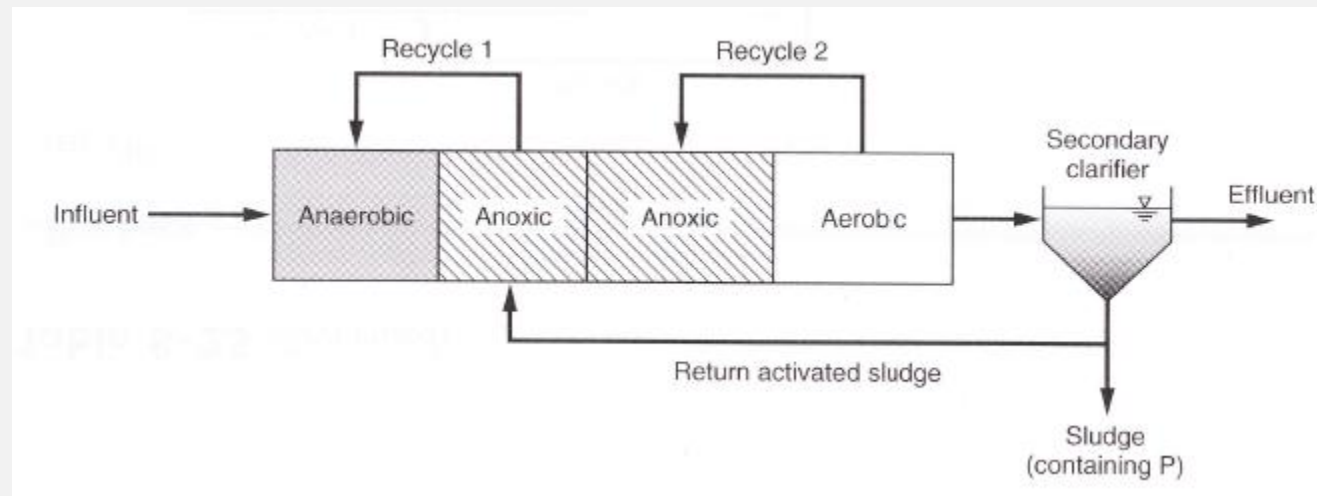 Recycle 1
Recycle 2
Secondary
clarifier
Influent
Anaerobic
Anoxic
Anoxic
Aerob c
Effluent
Return activated sludge
Sludge
(containing P)